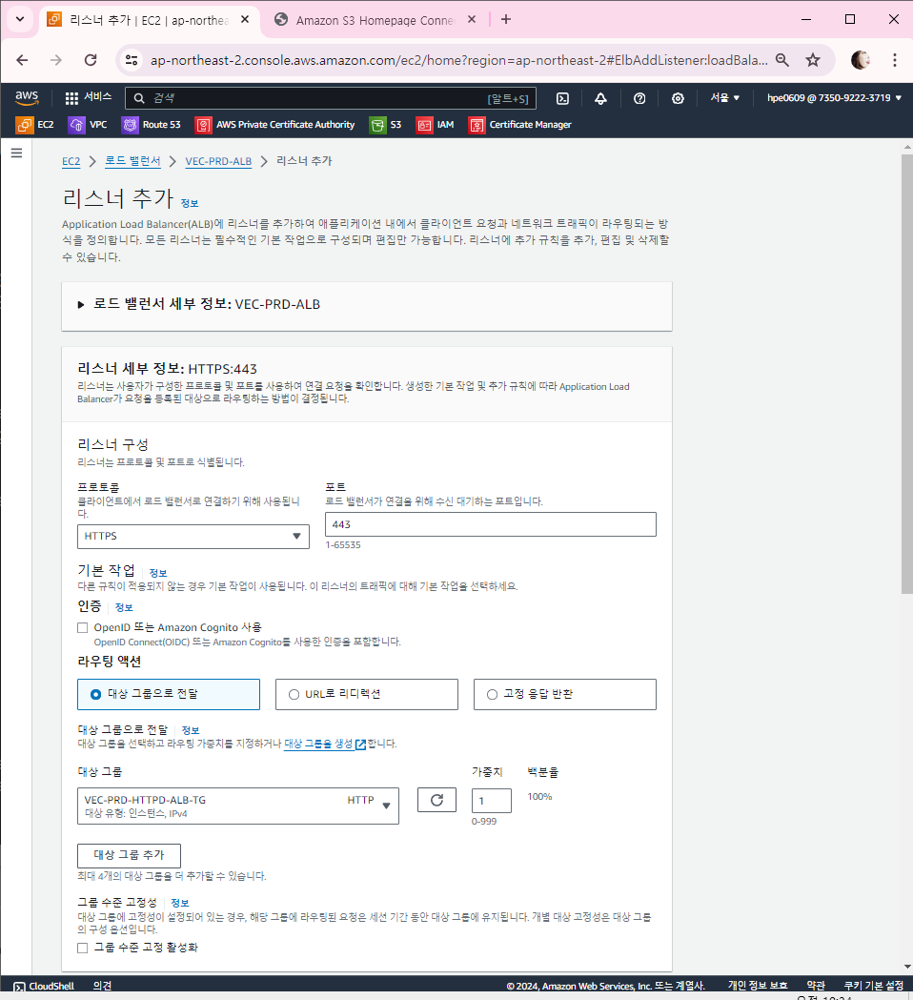 리스너 추가 | EC2 | ap-northea
Amazon S3 Homepage Conne
ap-northeast-2.console.aws.amazon.com/ec2/home?region=ap-northeast-2#ElbAddListener:loadBala...
aws
서비스
검색
[알트+S]
서울
hpe0609 @ 7350-9222-3719
EC2
VPC
Route 53
AWS Private Certificate Authority
S3
IAM
Certificate Manager
EC2
로드 밸런서
VEC-PRD-ALB
리스너 추가
리스너 추가 정보
Application Load Balancer(ALB)에 리스너를 추가하여 애플리케이션 내에서 클라이언트 요청과 네트워크 트래픽이 라우팅되는 방
식을 정의합니다. 모든 리스너는 필수적인 기본 작업으로 구성되며 편집만 가능합니다. 리스너에 추가 규칙을 추가, 편집 및 삭제할
수 있습니다.
로드 밸런서 세부 정보: VEC-PRD-ALB
리스너 세부 정보: HTTPS:443
리스너는 사용자가 구성한 프로토콜 및 포트를 사용하여 연결 요청을 확인합니다. 생성한 기본 작업 및 추가 규칙에 따라 Application Load
Balancer가 요청을 등록된 대상으로 라우팅하는 방법이 결정됩니다.
리스너 구성
리스너는 프로토콜 및 포트로 식별됩니다.
프로토콜
클라이언트에서 로드 밸런서로 연결하기 위해 사용됩니
다.
HTTPS
포트
로드 밸런서가 연결을 위해 수신 대기하는 포트입니다.
443
1-65535
기본 작업 정보
다른 규칙이 적용되지 않는 경우 기본 작업이 사용됩니다. 이 리스너의 트래픽에 대해 기본 작업을 선택하세요.
인증 정보
OpenID 또는 Amazon Cognito 사용
OpenID Connect(OIDC) 또는 Amazon Cognito를 사용한 인증을 포함합니다.
라우팅 액션
대상 그룹으로 전달
URL로 리디렉션
고정 응답 반환
대상 그룹으로 전달 정보
대상 그룹을 선택하고 라우팅 가중치를 지정하거나 대상 그룹을 생성 합니다.
대상 그룹
가중치
백분율
VEC-PRD-HTTPD-ALB-TG
HTTP
대상 유형: 인스턴스, IPv4
1
0-999
100%
대상 그룹 추가
최대 4개의 대상 그룹을 더 추가할 수 있습니다.
그룹 수준 고정성 정보
대상 그룹에 고정성이 설정되어 있는 경우, 해당 그룹에 라우팅된 요청은 세션 기간 동안 대상 그룹에 유지됩니다. 개별 대상 고정성은 대상 그룹
의 구성 옵션입니다.
그룹 수준 고정 활성화
CloudShell
의견
© 2024, Amazon Web Services, Inc. 또는 계열사.
개인 정보 보호
약관
쿠키 기본 설정